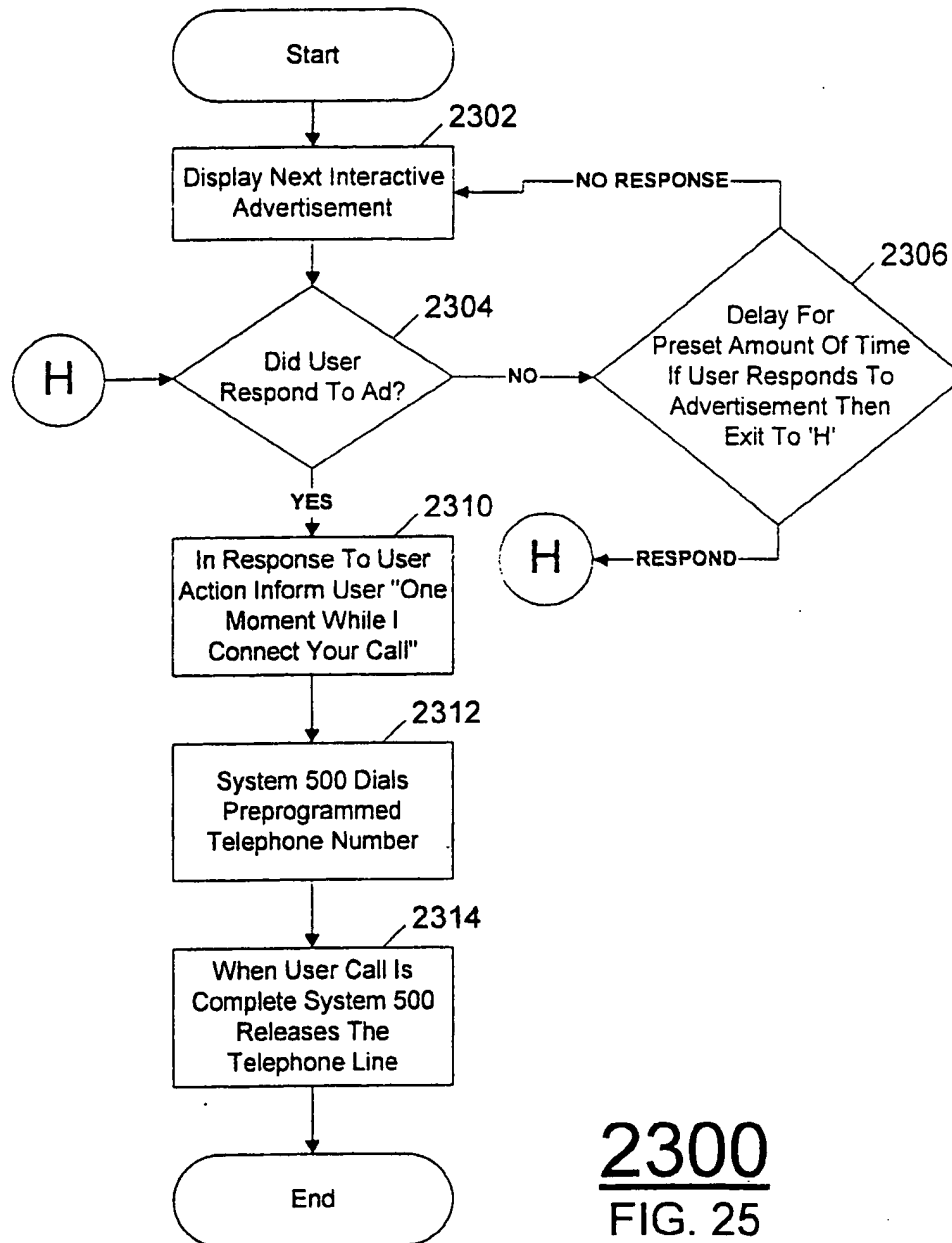 Start
2302
Display Next Interactive
Advertisement
NO RESPONSE
2304
2306
H
Did User
Respond To Ad?
NO
Delay For
Preset Amount Of Time
If User Responds To
Advertisement Then
Exit To 'H'
YES
2310
H
RESPOND
In Response To User
Action Inform User "One
Moment While I
Connect Your Call"
2312
System 500 Dials
Preprogrammed
Telephone Number
2314
When User Call Is
Complete System 500
Releases The
Telephone Line
End
2300
FIG. 25